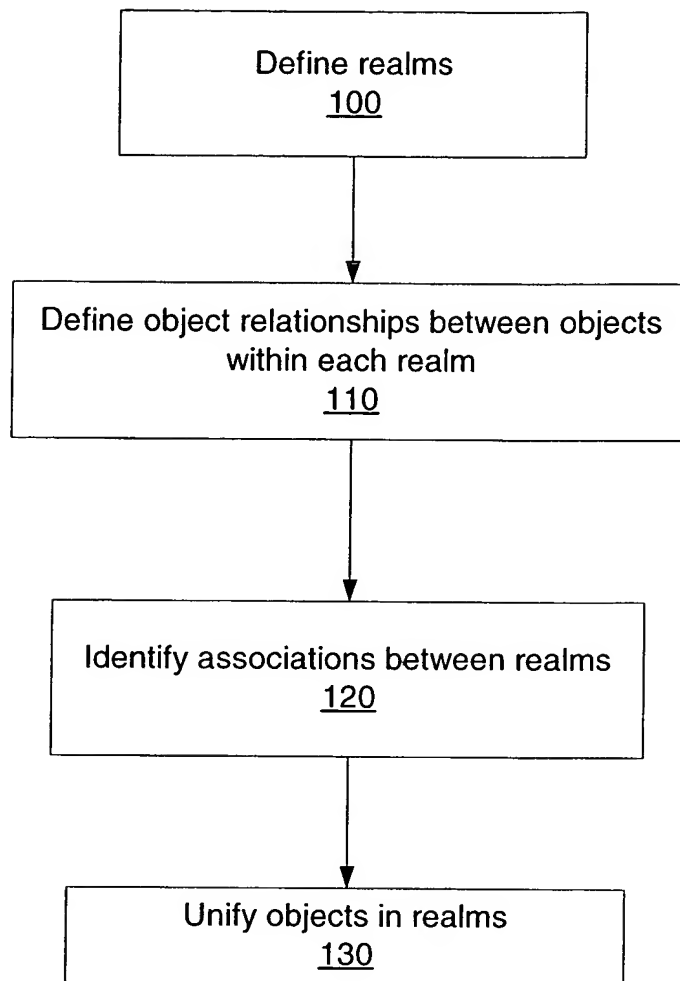 Define realms
100
Define object relationships between objects
within each realm
110
Identify associations between realms
120
Unify objects in realms
130